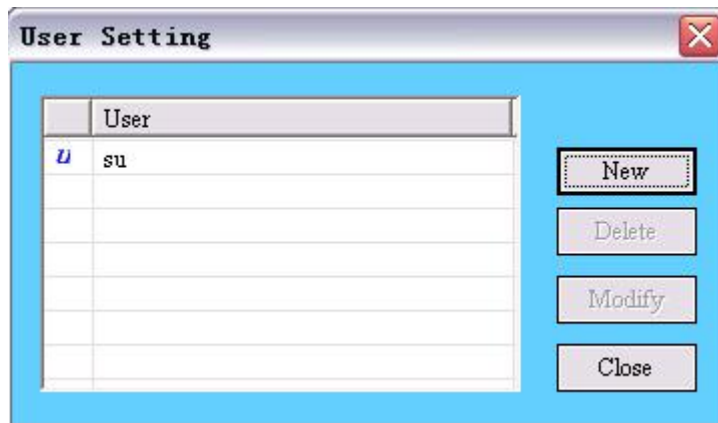 User Setting
User
u su
New
Delete
Modify
Close